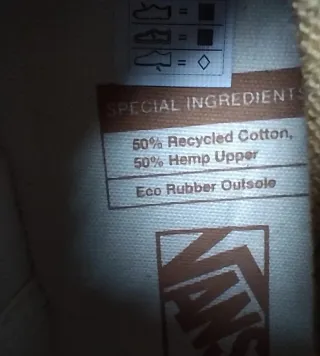 SPECIAL INGREDIENTS
50% Recycled Cotton,
50% Hemp Upper
Eco Rubber Outsole
VANS